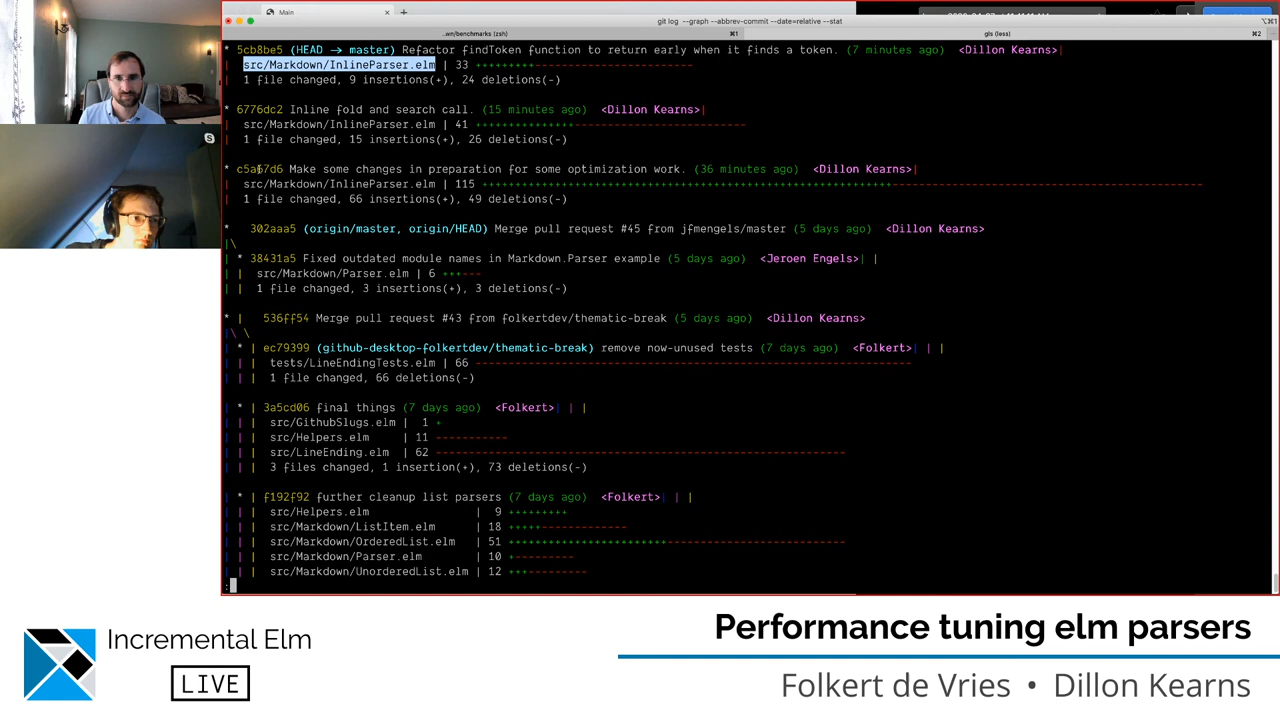 Main × +
git log --graph --abbrev-commit --date=relative --stat
..wn/benchmarks (zsh) ⌘1 gls (less) ⌘2
* 5cb8be5 (HEAD -> master) Refactor findToken function to return early when it finds a token. (7 minutes ago) <Dillon Kearns>|
| src/Markdown/InlineParser.elm | 33 +++++++++------------------------
| 1 file changed, 9 insertions(+), 24 deletions(-)
* 6776dc2 Inline fold and search call. (15 minutes ago) <Dillon Kearns>|
| src/Markdown/InlineParser.elm | 41 +++++++++++++++--------------------------
| 1 file changed, 15 insertions(+), 26 deletions(-)
* c5a67d6 Make some changes in preparation for some optimization work. (36 minutes ago) <Dillon Kearns>|
| src/Markdown/InlineParser.elm | 115 ++++++++++++++++++++++++++++++++++++++++++++++++++++++++++++++-----------------------------------------------
| 1 file changed, 66 insertions(+), 49 deletions(-)
* 302aaa5 (origin/master, origin/HEAD) Merge pull request #45 from jfmengels/master (5 days ago) <Dillon Kearns>
|\
| * 38431a5 Fixed outdated module names in Markdown.Parser example (5 days ago) <Jeroen Engels>| |
| | src/Markdown/Parser.elm | 6 +++---
| | 1 file changed, 3 insertions(+), 3 deletions(-)
* | 536ff54 Merge pull request #43 from folkertdev/thematic-break (5 days ago) <Dillon Kearns>
|\ \
| * | ec79399 (github-desktop-folkertdev/thematic-break) remove now-unused tests (7 days ago) <Folkert>| | |
| | | tests/LineEndingTests.elm | 66 ------------------------------------------------------------------
| | | 1 file changed, 66 deletions(-)
| * | 3a5cd06 final things (7 days ago) <Folkert>| | |
| | | src/GithubSlugs.elm | 1 +
| | | src/Helpers.elm | 11 -----------
| | | src/LineEnding.elm | 62 --------------------------------------------------------------
| | | 3 files changed, 1 insertion(+), 73 deletions(-)
| * | f192f92 further cleanup list parsers (7 days ago) <Folkert>| | |
| | | src/Helpers.elm | 9 +++++++++
| | | src/Markdown/ListItem.elm | 18 +++++-------------
| | | src/Markdown/OrderedList.elm | 51 ++++++++++++++++++++++++---------------------------
| | | src/Markdown/Parser.elm | 10 +---------
| | | src/Markdown/UnorderedList.elm | 12 +++---------
:
Incremental Elm
LIVE
Performance tuning elm parsers
Folkert de Vries • Dillon Kearns